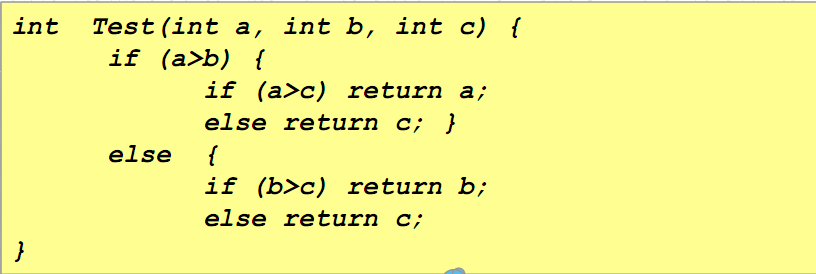 int  Test(int a, int b, int c) {
if (a>b) {
if (a>c) return a;
else return c; }
else  {
if (b>c) return b;
else return c;
}